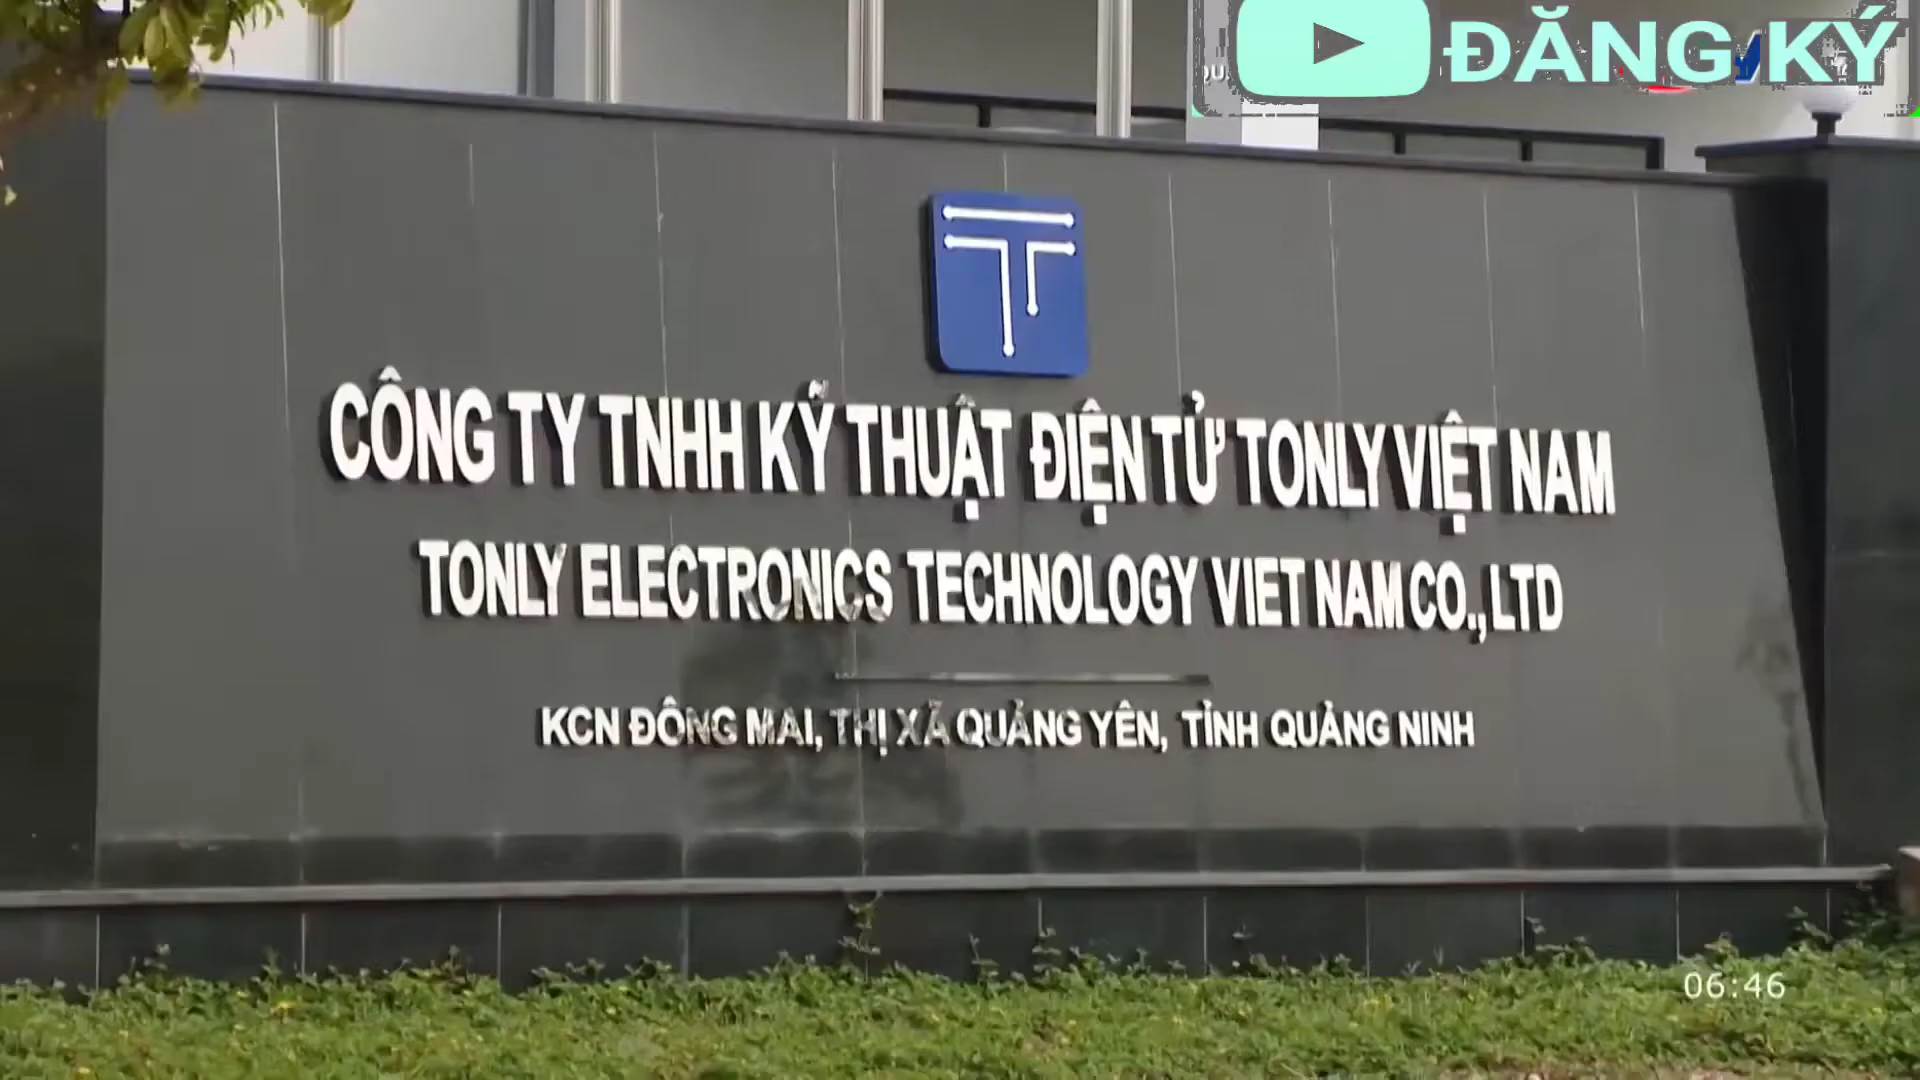 ĐĂNG KÝ
CÔNG TY TNHH KỸ THUẬT ĐIỆN TỬ TONLY VIỆT NAM
TONLY ELECTRONICS TECHNOLOGY VIET NAM CO., LTD
KCN ĐÔNG MAI, THỊ XÃ QUẢNG YÊN, TỈNH QUẢNG NINH
06:46